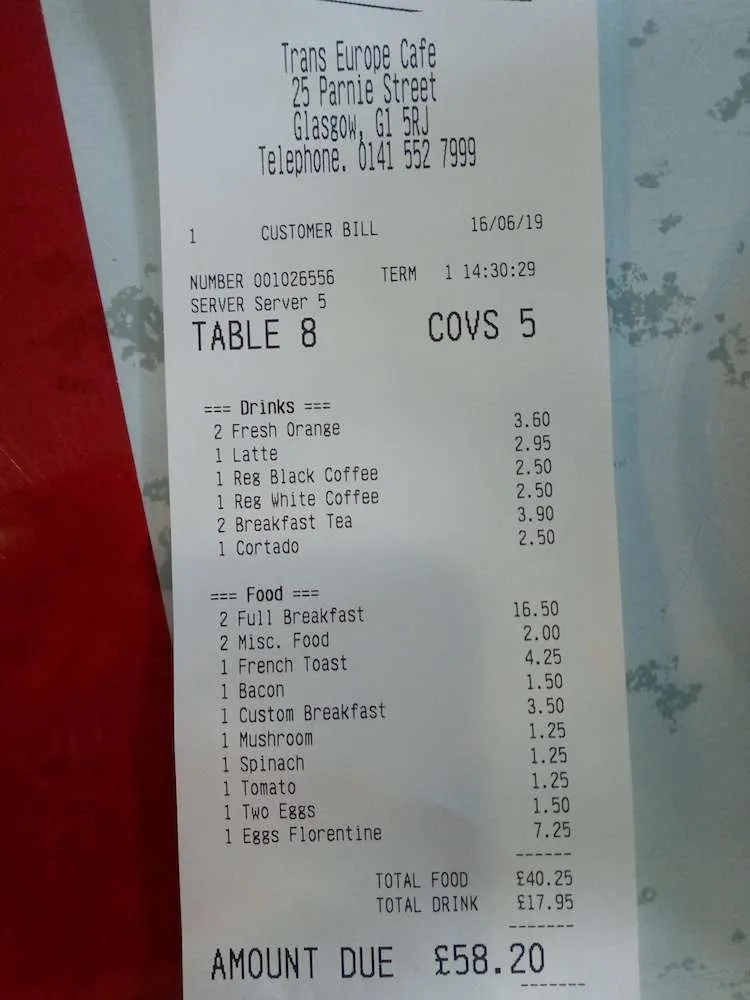 Trans Europe Cafe
25 Parnie Street
Glasgow, G1 5RJ
Telephone. 0141 552 7999
1 CUSTOMER BILL 16/06/19
NUMBER 001026556 TERM 1 14:30:29
SERVER Server 5
TABLE 8 COVS 5
=== Drinks ===
2 Fresh Orange 3.60
1 Latte 2.95
1 Reg Black Coffee 2.50
1 Reg White Coffee 2.50
2 Breakfast Tea 3.90
1 Cortado 2.50
=== Food ===
2 Full Breakfast 16.50
2 Misc. Food 2.00
1 French Toast 4.25
1 Bacon 1.50
1 Custom Breakfast 3.50
1 Mushroom 1.25
1 Spinach 1.25
1 Tomato 1.25
1 Two Eggs 1.50
1 Eggs Florentine 7.25
------
TOTAL FOOD £40.25
TOTAL DRINK £17.95
-------
AMOUNT DUE £58.20
-------